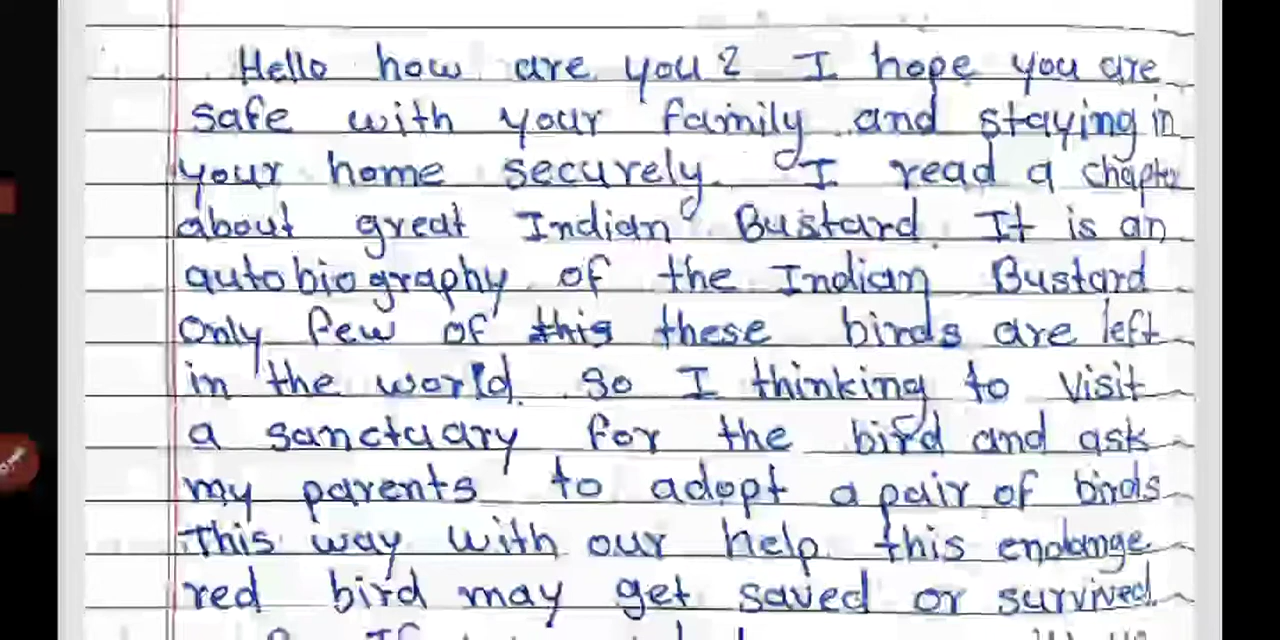 Hello how are you? I hope you are
safe with your family and staying in
your home securely. I read a chapter
about great Indian Bustard. It is an
autobiography of the Indian Bustard
Only few of this these birds are left
in the world. So I thinking to visit
a sanctuary for the bird and ask
my parents to adopt a pair of birds
This way with our help this endange
red bird may get saved or survived.